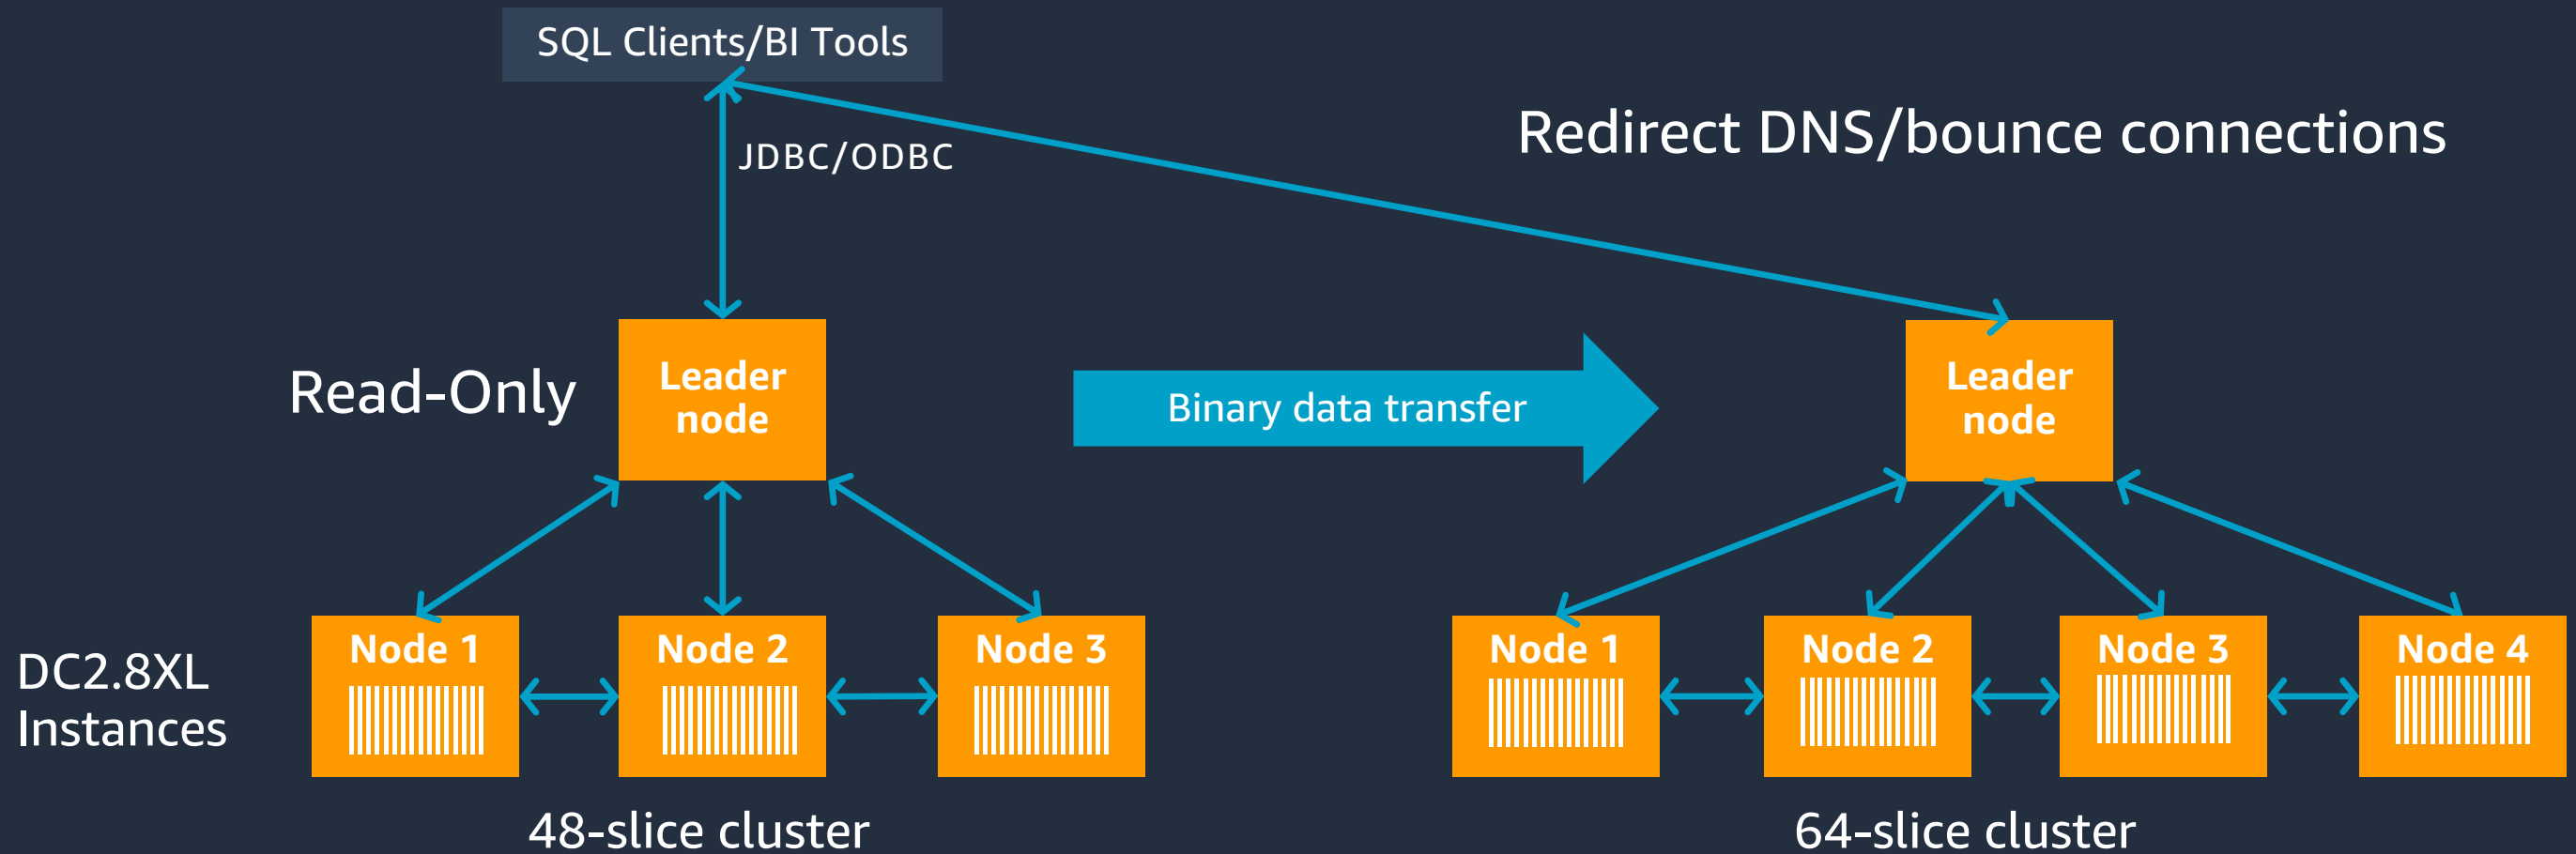 SQL Clients/BI Tools
JDBC/ODBC
Redirect DNS/bounce connections
Read-Only
Leader
node
Binary data transfer
Leader
node
DC2.8XL
Instances
Node 1
Node 2
Node 3
Node 1
Node 2
Node 3
Node 4
48-slice cluster
64-slice cluster